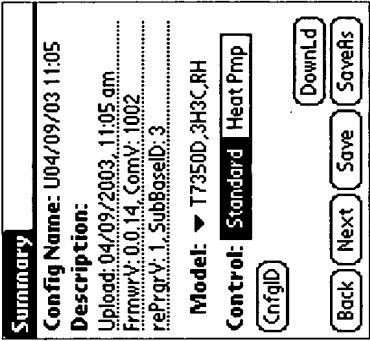 Summary
Config Name: U04/09/03 11:05
Description:
Upload: 04/09/2003, 11:05 am
FrmwrV: 0.0.14, ComV: 1002
rePrgrV: 1, SubBaseID: 3
Model: ▼ T7350D,3H3C,RH
Control: Standard Heat Pmp
CnfgID DownLd
Back Next Save SaveAs